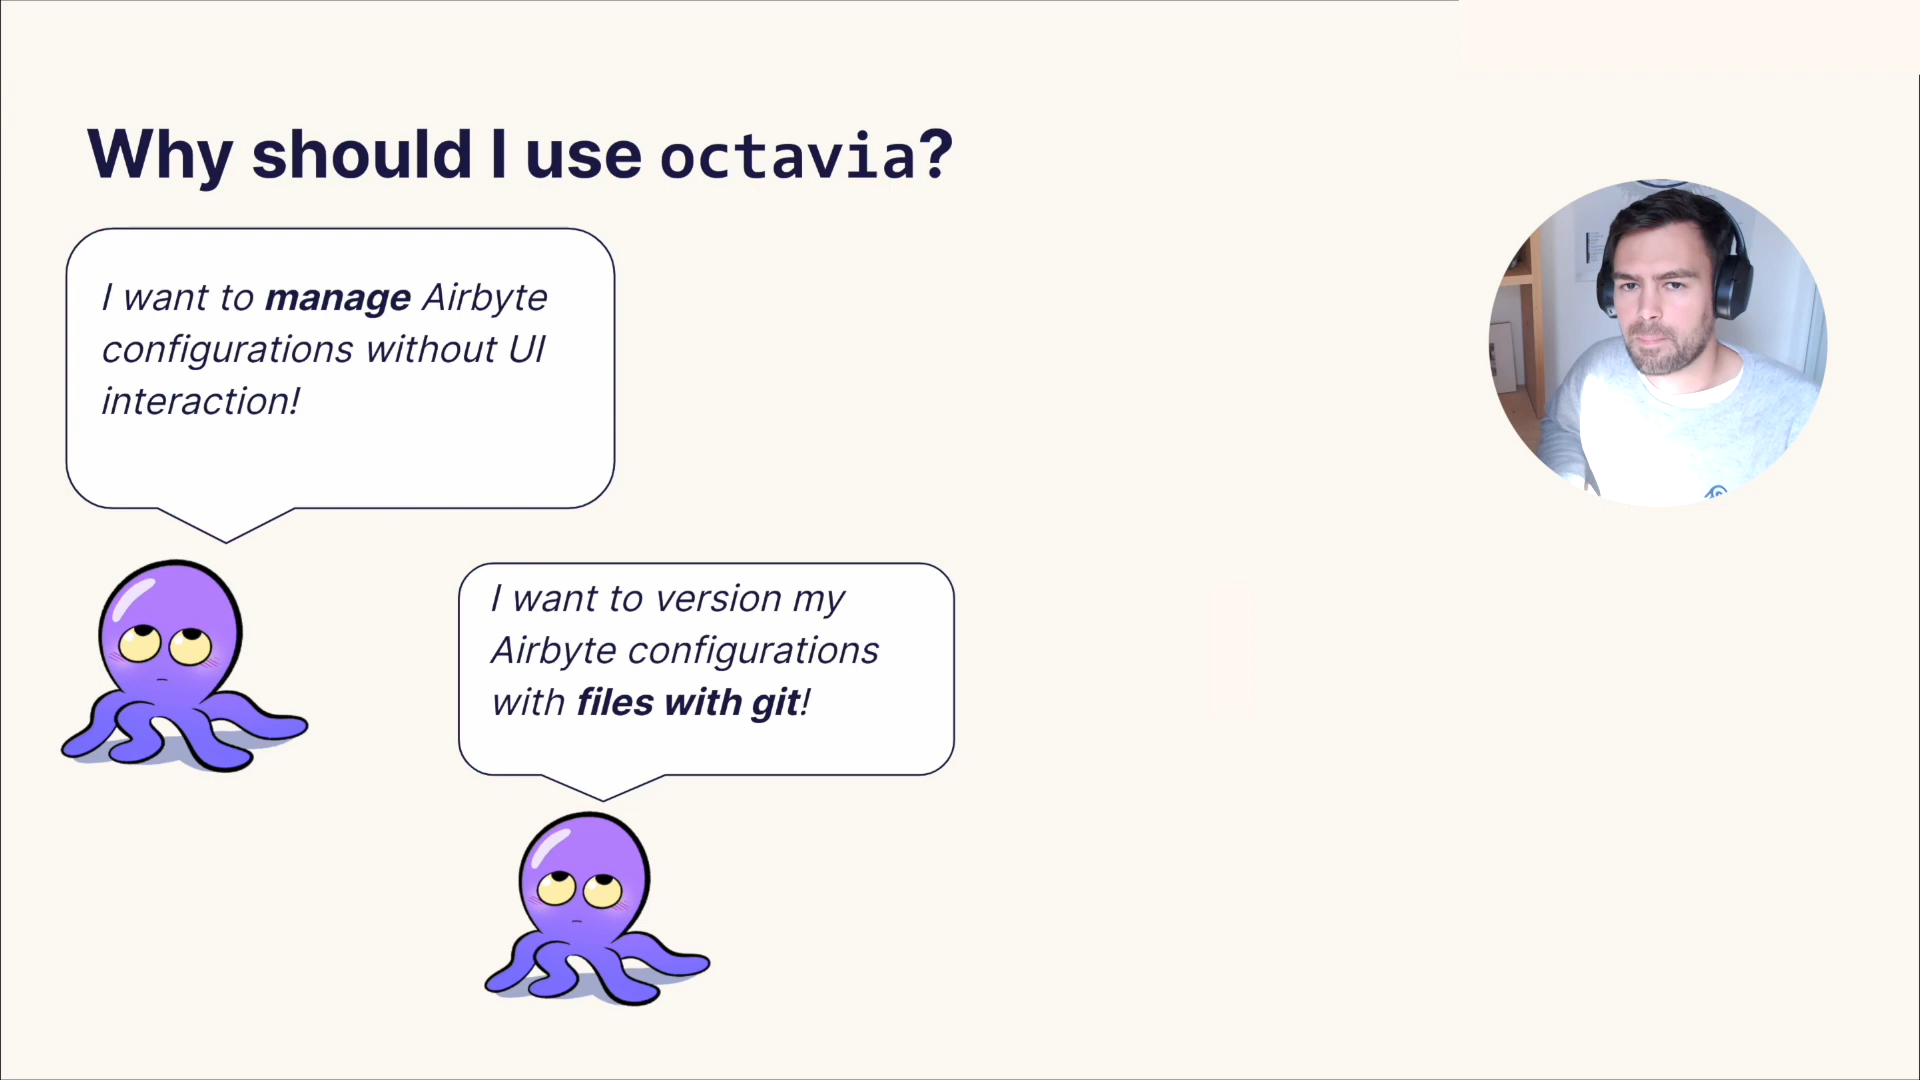 Why should I use octavia?
I want to manage Airbyte
configurations without UI
interaction!
I want to version my
Airbyte configurations
with files with git!